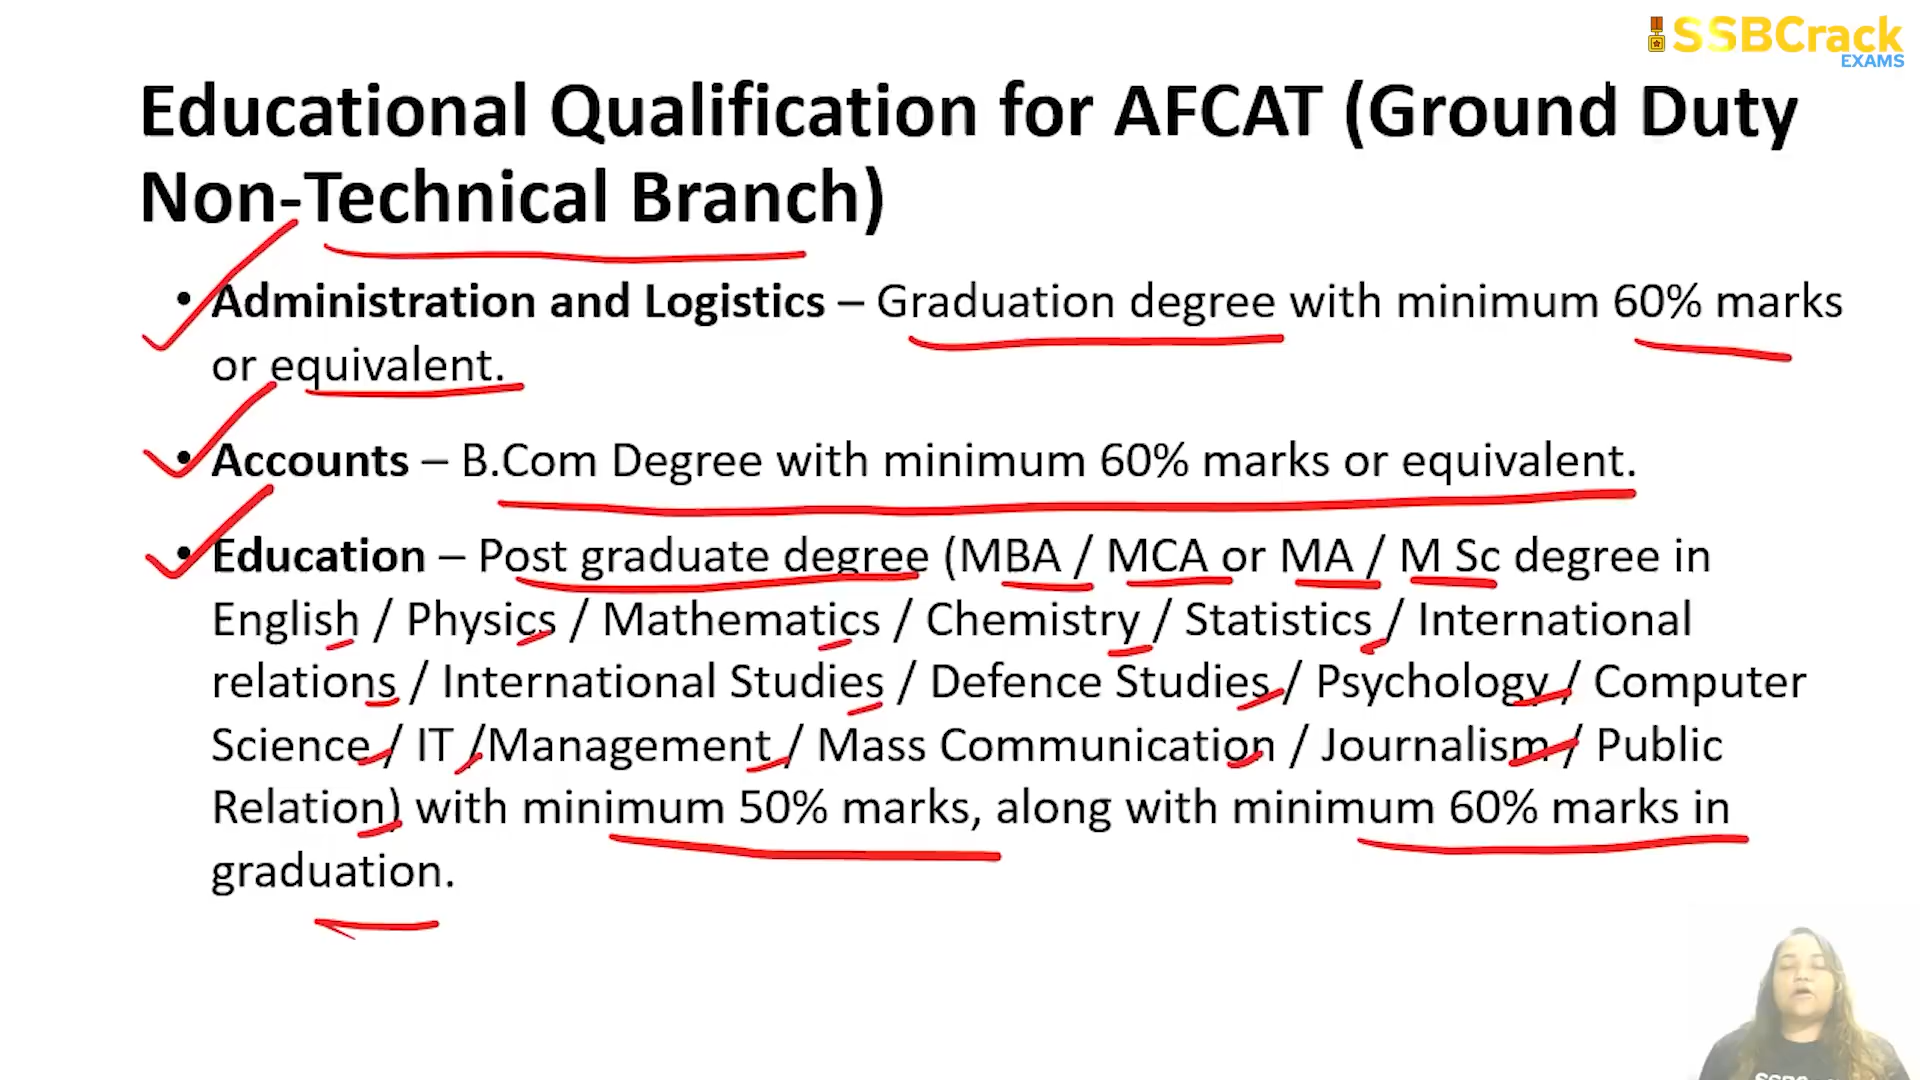 SSBCrack
EXAMS
Educational Qualification for AFCAT (Ground Duty
Non-Technical Branch)
• Administration and Logistics – Graduation degree with minimum 60% marks
or equivalent.
• Accounts – B.Com Degree with minimum 60% marks or equivalent.
• Education – Post graduate degree (MBA / MCA or MA / M Sc degree in
English / Physics / Mathematics / Chemistry / Statistics / International
relations / International Studies / Defence Studies / Psychology / Computer
Science / IT /Management / Mass Communication / Journalism / Public
Relation) with minimum 50% marks, along with minimum 60% marks in
graduation.